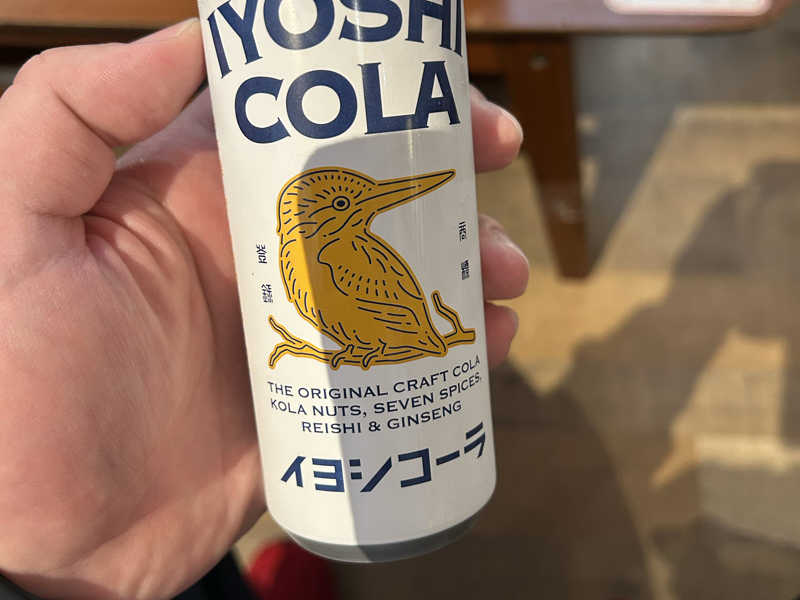 IYOSHI
COLA
THE ORIGINAL CRAFT COLA
KOLA NUTS, SEVEN SPICES,
REISHI & GINSENG
イヨシコーラ